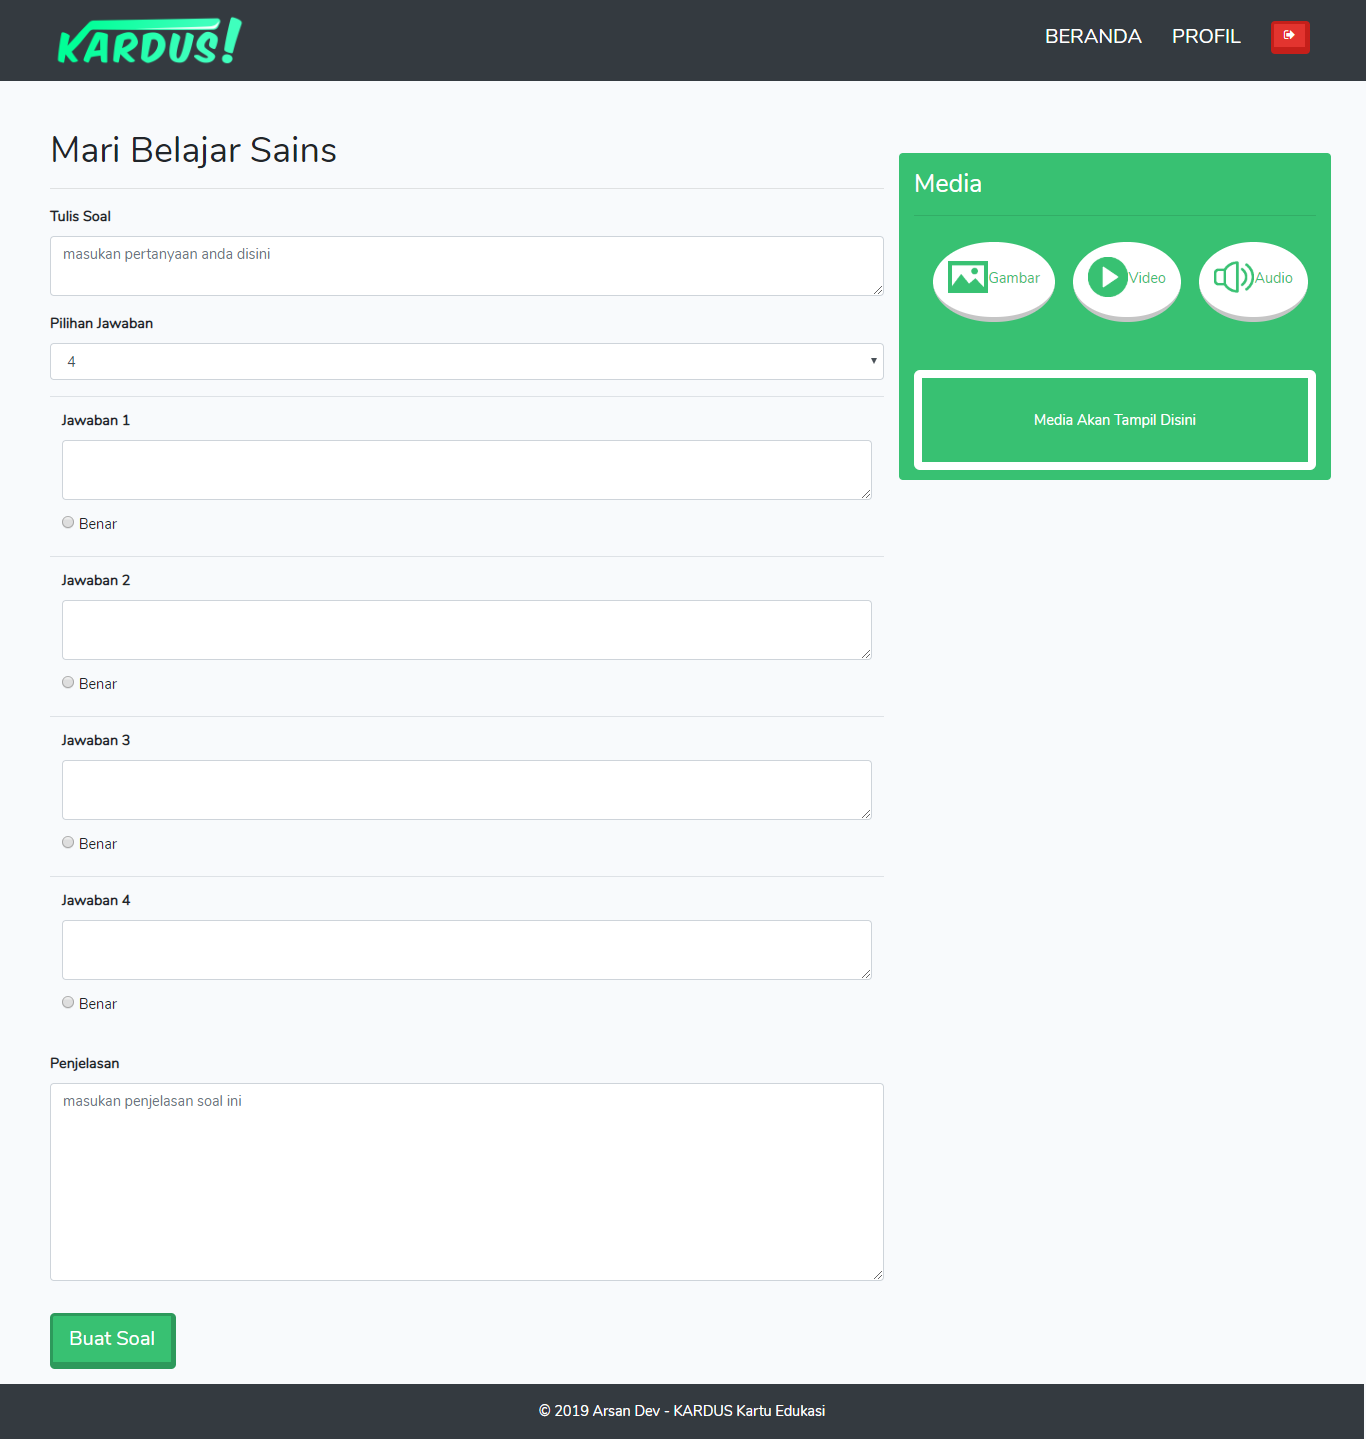 KARDUS!
BERANDA PROFIL
Mari Belajar Sains
Tulis Soal
masukan pertanyaan anda disini
Pilihan Jawaban
4
Jawaban 1
Benar
Jawaban 2
Benar
Jawaban 3
Benar
Jawaban 4
Benar
Penjelasan
masukan penjelasan soal ini
Buat Soal
Media
Gambar Video Audio
Media Akan Tampil Disini
© 2019 Arsan Dev - KARDUS Kartu Edukasi